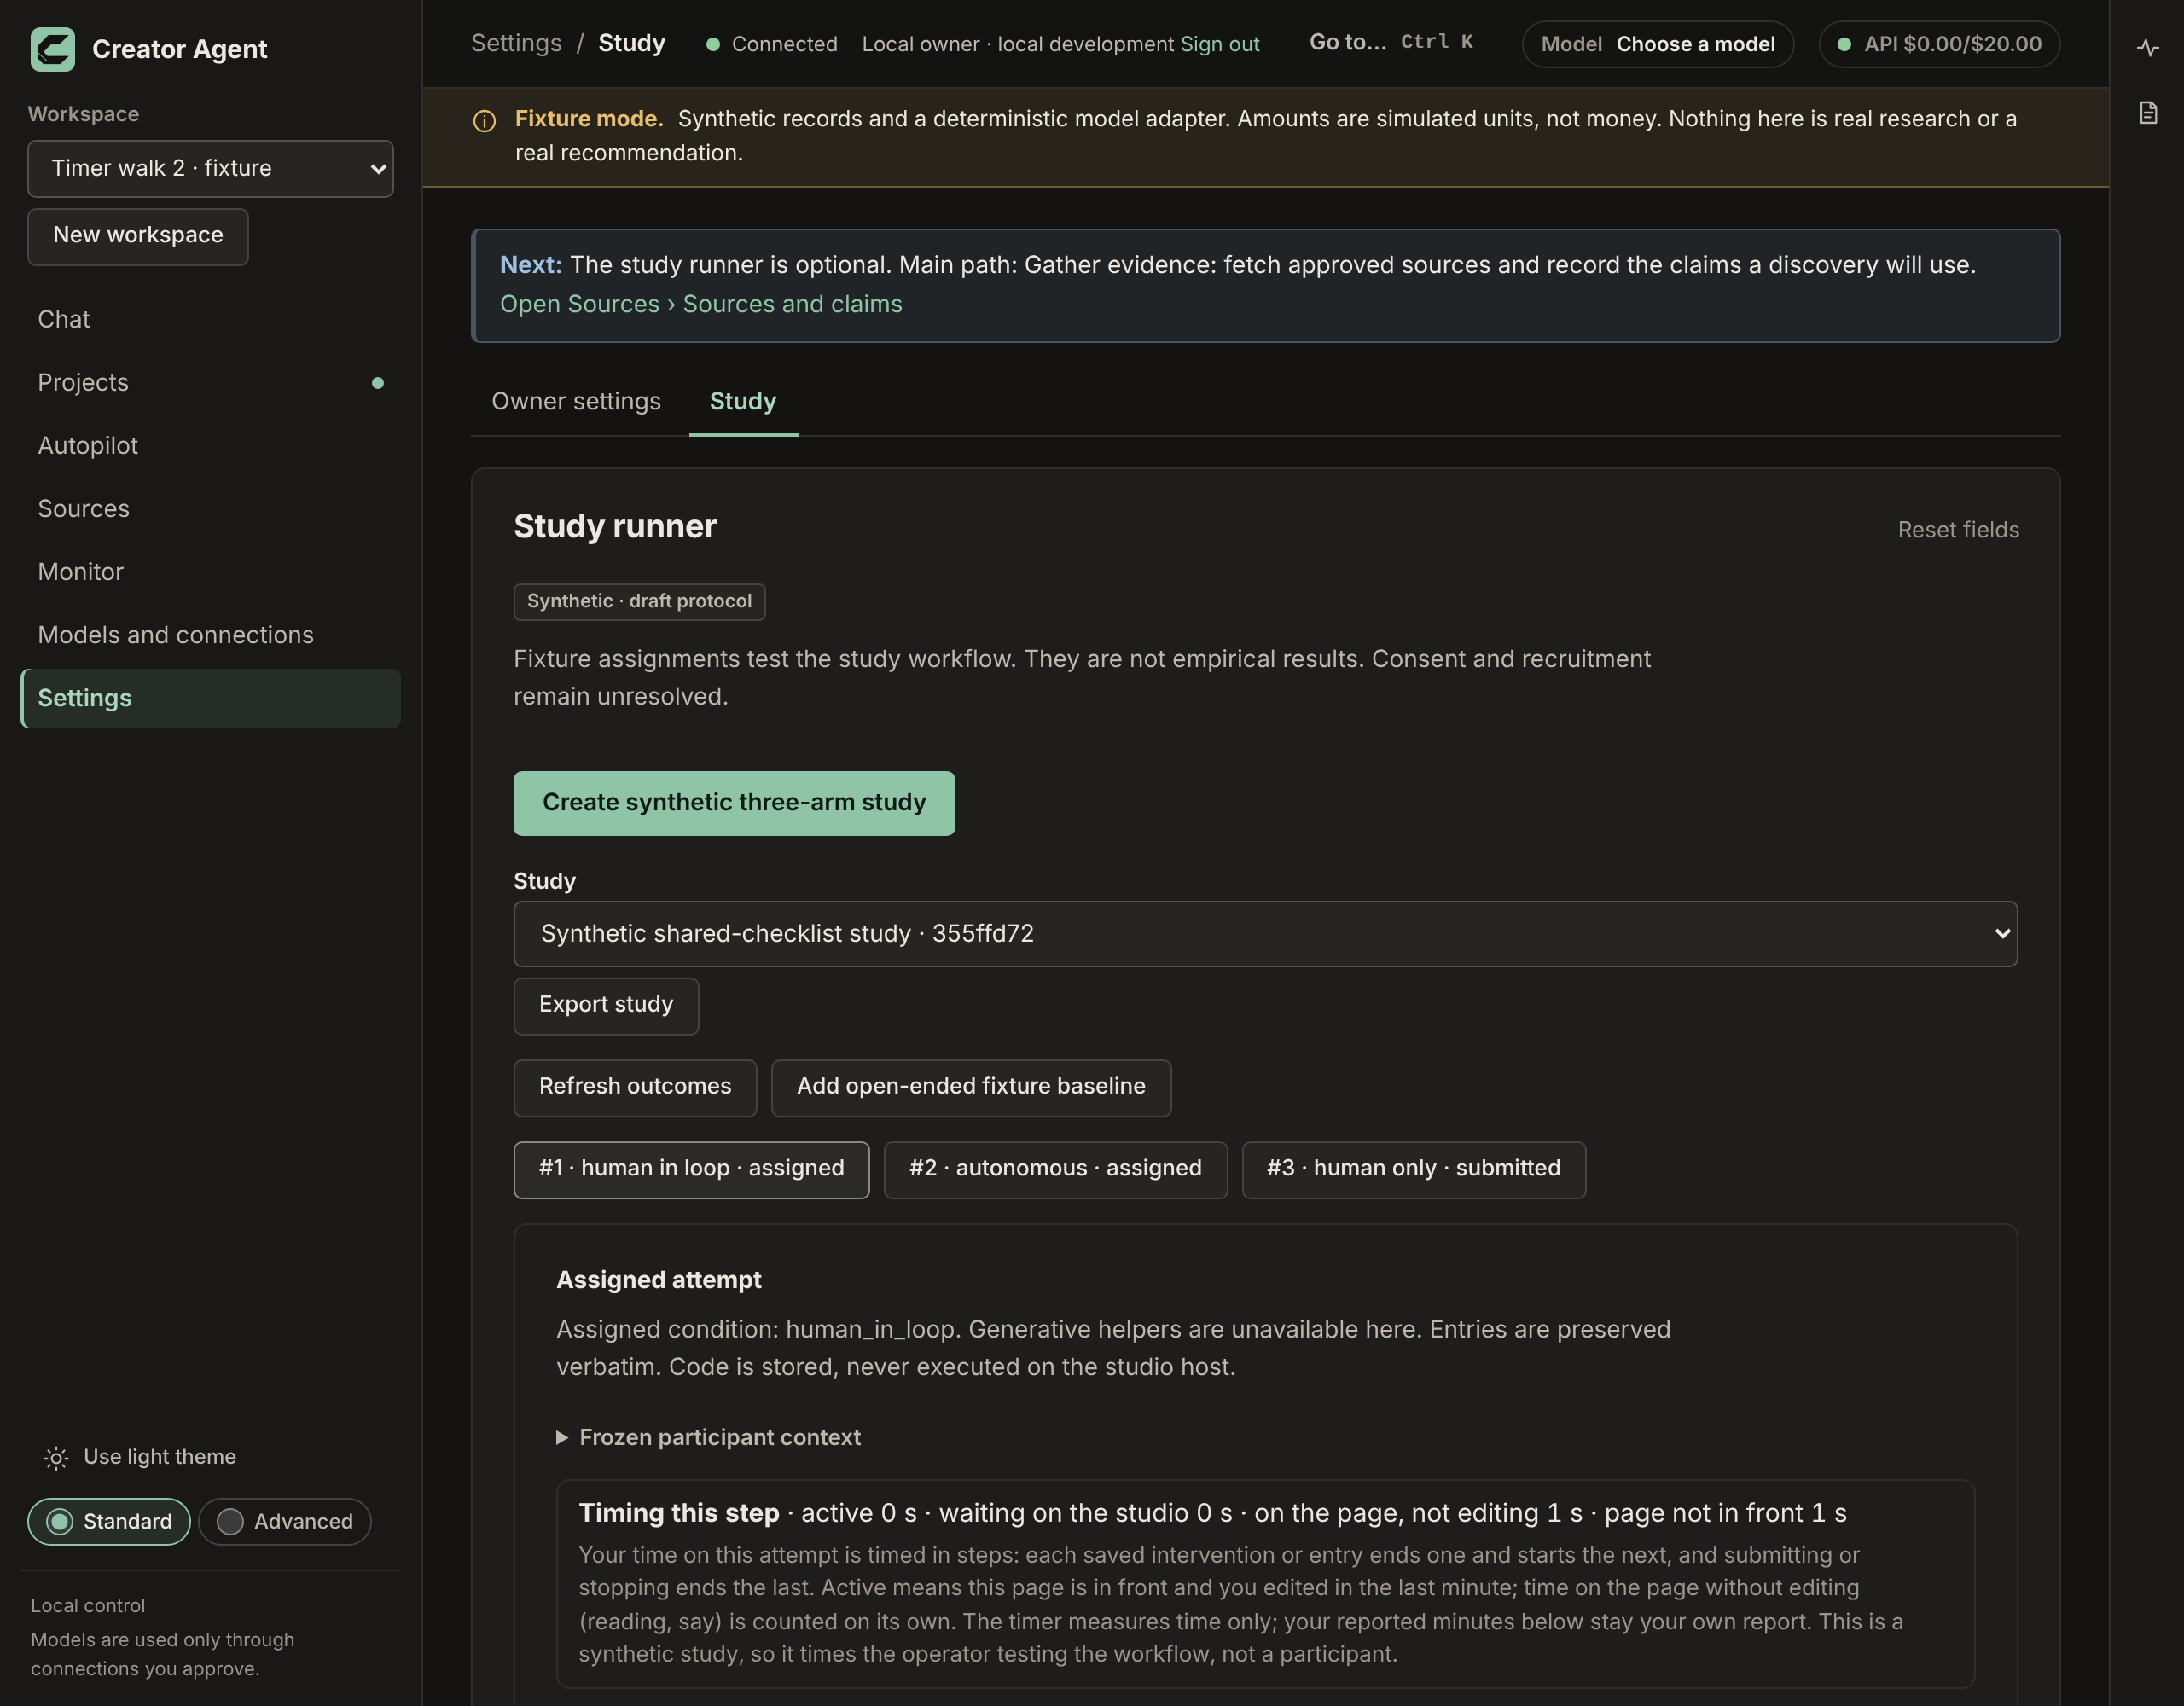 Creator Agent
Workspace
Timer walk 2 · fixture
New workspace
Chat
Projects
Autopilot
Sources
Monitor
Models and connections
Settings
Use light theme
Standard
Advanced
Local control
Models are used only through
connections you approve.
Settings / Study
Connected
Local owner · local development Sign out
Go to... Ctrl K
Model Choose a model
API $0.00/$20.00
Fixture mode. Synthetic records and a deterministic model adapter. Amounts are simulated units, not money. Nothing here is real research or a
real recommendation.
Next: The study runner is optional. Main path: Gather evidence: fetch approved sources and record the claims a discovery will use.
Open Sources › Sources and claims
Owner settings
Study
Study runner
Reset fields
Synthetic · draft protocol
Fixture assignments test the study workflow. They are not empirical results. Consent and recruitment
remain unresolved.
Create synthetic three-arm study
Study
Synthetic shared-checklist study · 355ffd72
Export study
Refresh outcomes
Add open-ended fixture baseline
#1 · human in loop · assigned
#2 · autonomous · assigned
#3 · human only · submitted
Assigned attempt
Assigned condition: human_in_loop. Generative helpers are unavailable here. Entries are preserved
verbatim. Code is stored, never executed on the studio host.
Frozen participant context
Timing this step · active 0 s · waiting on the studio 0 s · on the page, not editing 1 s · page not in front 1 s
Your time on this attempt is timed in steps: each saved intervention or entry ends one and starts the next, and submitting or
stopping ends the last. Active means this page is in front and you edited in the last minute; time on the page without editing
(reading, say) is counted on its own. The timer measures time only; your reported minutes below stay your own report. This is a
synthetic study, so it times the operator testing the workflow, not a participant.